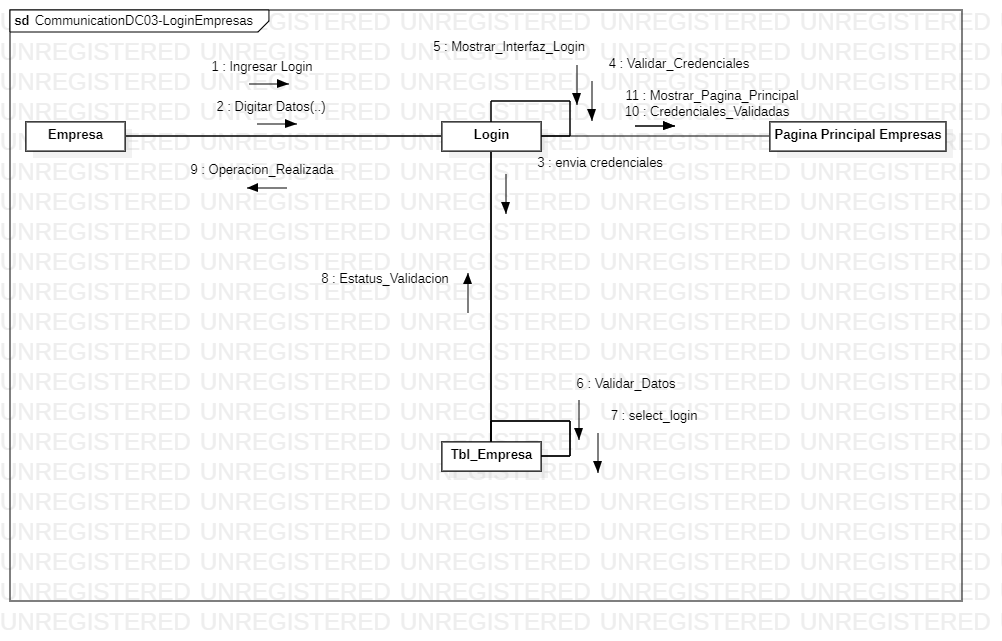 sd CommunicationDC03-LoginEmpresas
5 : Mostrar_Interfaz_Login
1 : Ingresar Login
4 : Validar_Credenciales
2 : Digitar Datos(..)
11 : Mostrar_Pagina_Principal
10 : Credenciales_Validadas
Empresa
Login
Pagina Principal Empresas
9 : Operacion_Realizada
3 : envia credenciales
8 : Estatus_Validacion
6 : Validar_Datos
7 : select_login
Tbl_Empresa
UNREGISTERED